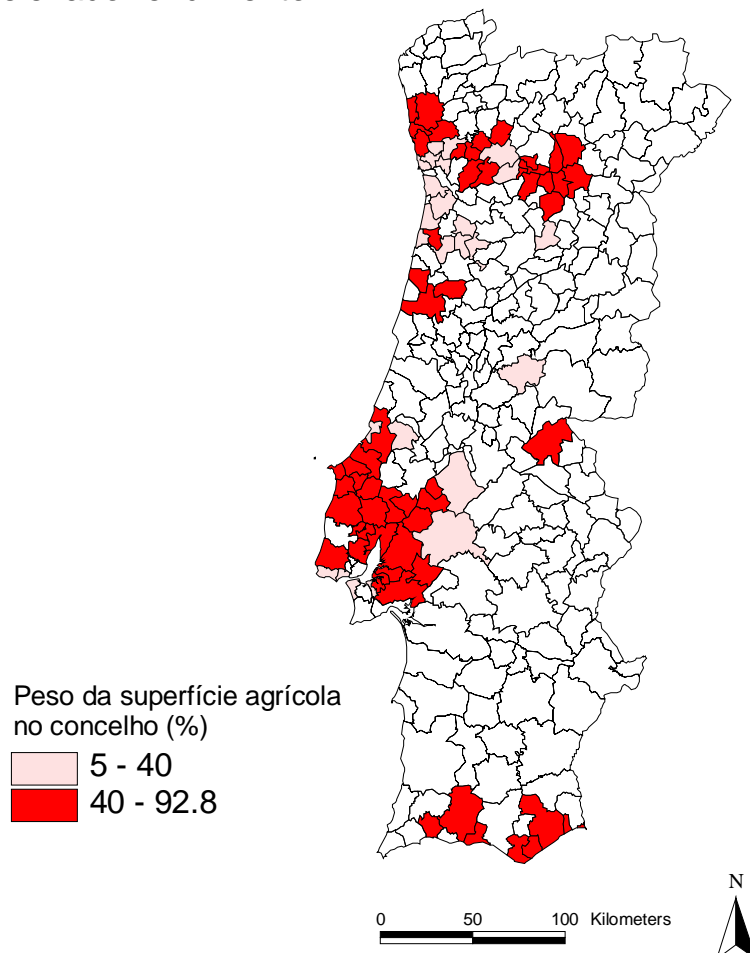 Peso da superfície agrícola
no concelho (%)
5 - 40
40 - 92.8
0 50 100 Kilometers
N